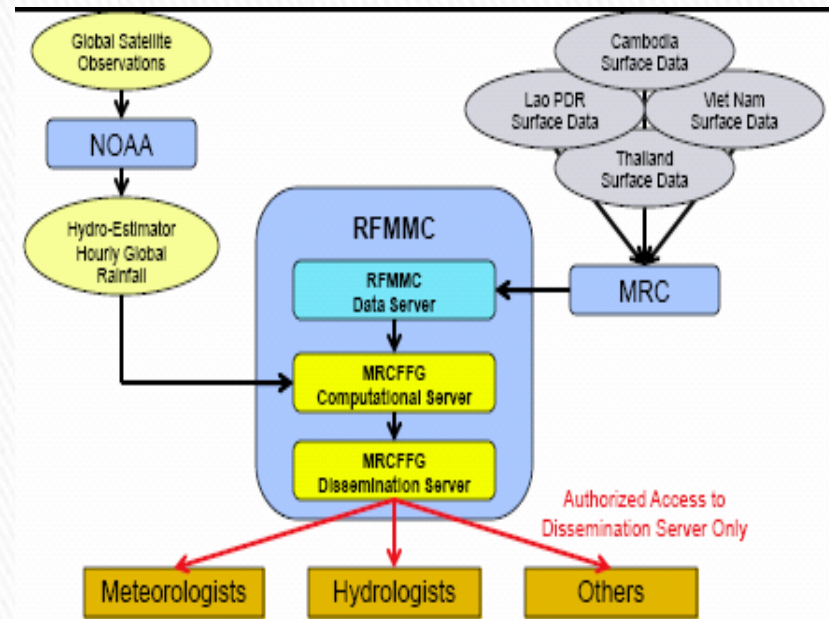 Global Satellite
Observations
NOAA
Hydro-Estimator
Hourly Global
Rainfall
Cambodia
Surface Data
Lao PDR
Surface Data
Viet Nam
Surface Data
Thailand
Surface Data
MRC
RFMMC
RFMMC
Data Server
MRCFFG
Computational Server
MRCFFG
Dissemination Server
Authorized Access to
Dissemination Server Only
Meteorologists
Hydrologists
Others